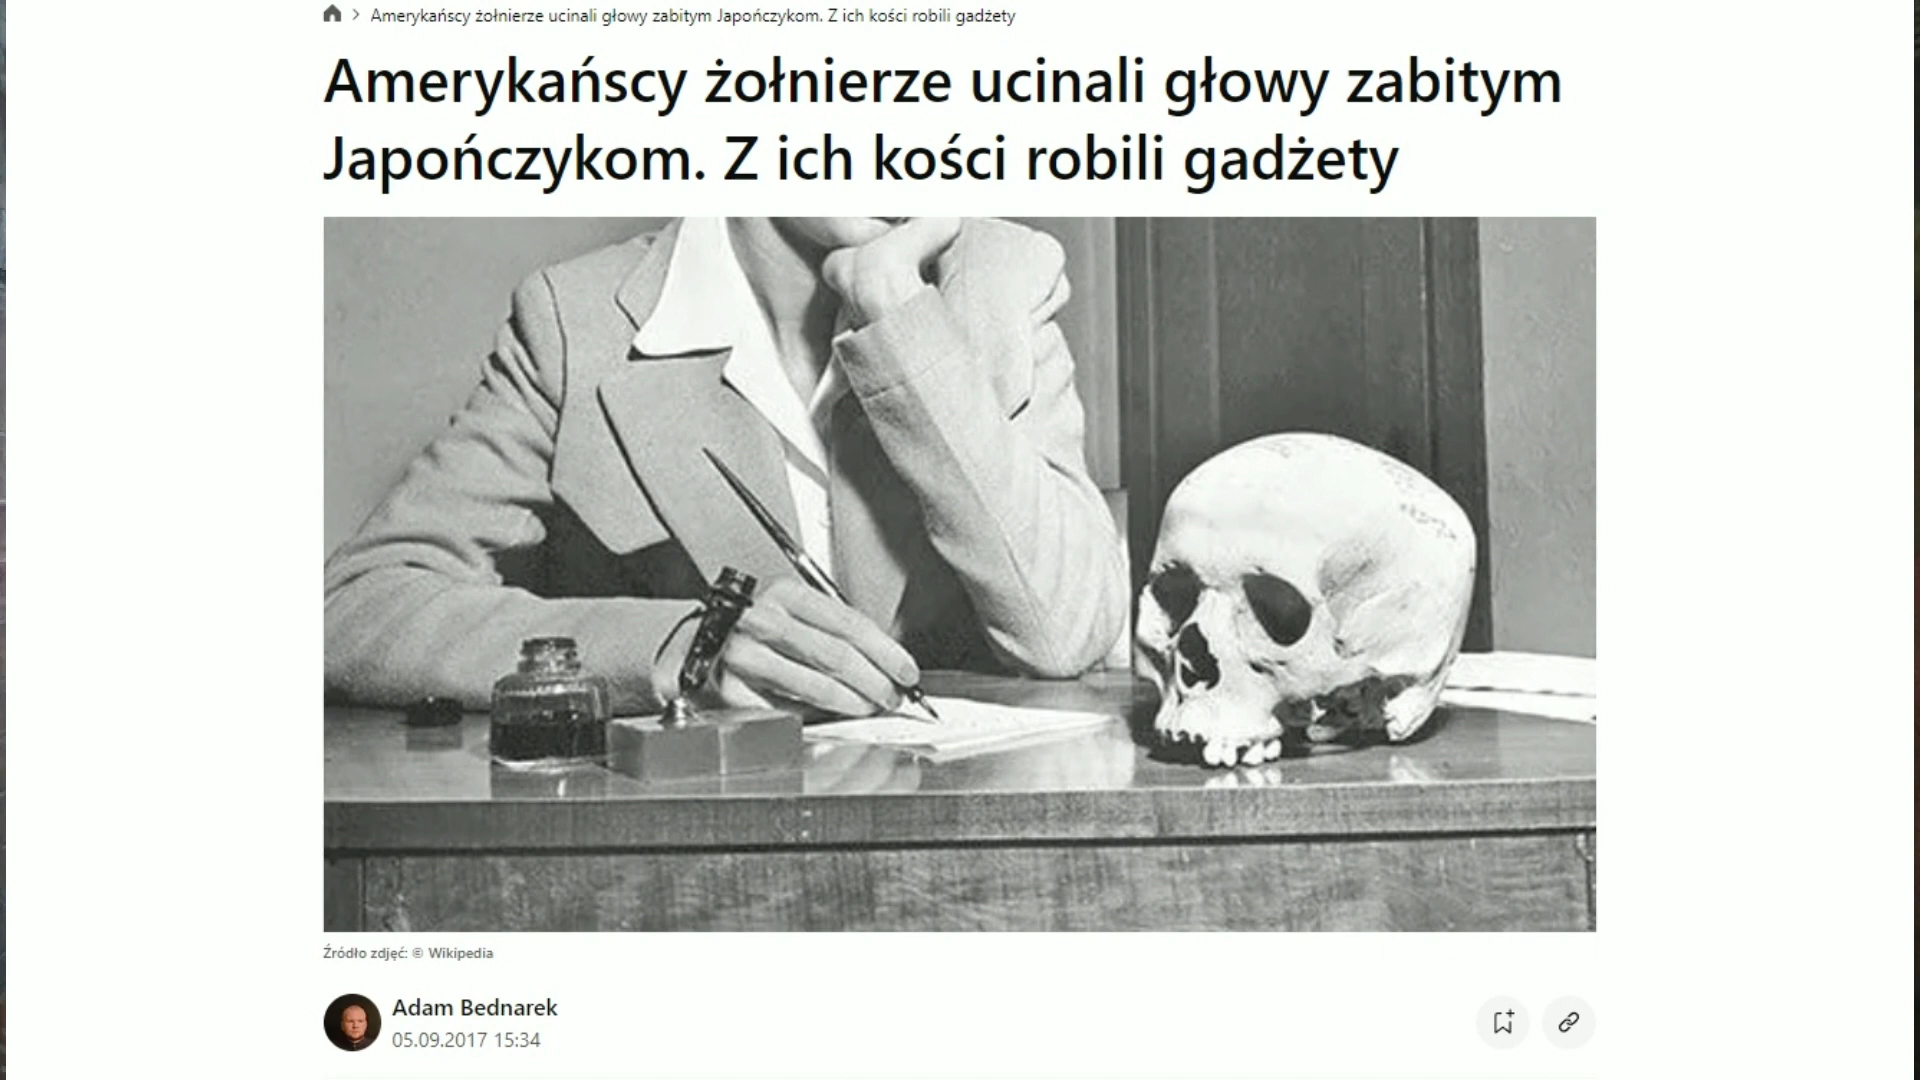 Amerykańscy żołnierze ucinali głowy zabitym Japończykom. Z ich kości robili gadżety
Amerykańscy żołnierze ucinali głowy zabitym
Japończykom. Z ich kości robili gadżety
Źródło zdjęć: © Wikipedia
Adam Bednarek
05.09.2017 15:34